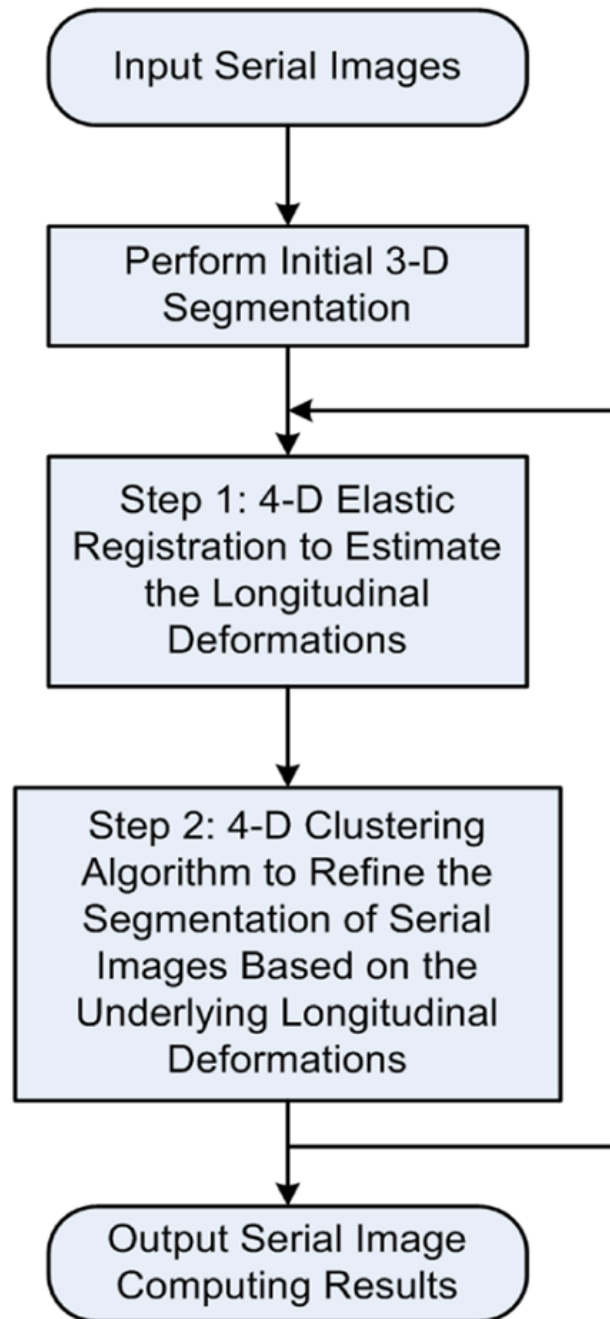 Input Serial Images
Perform Initial 3-D
Segmentation
Step 1: 4-D Elastic
Registration to Estimate
the Longitudinal
Deformations
Step 2: 4-D Clustering
Algorithm to Refine the
Segmentation of Serial
Images Based on the
Underlying Longitudinal
Deformations
Output Serial Image
Computing Results